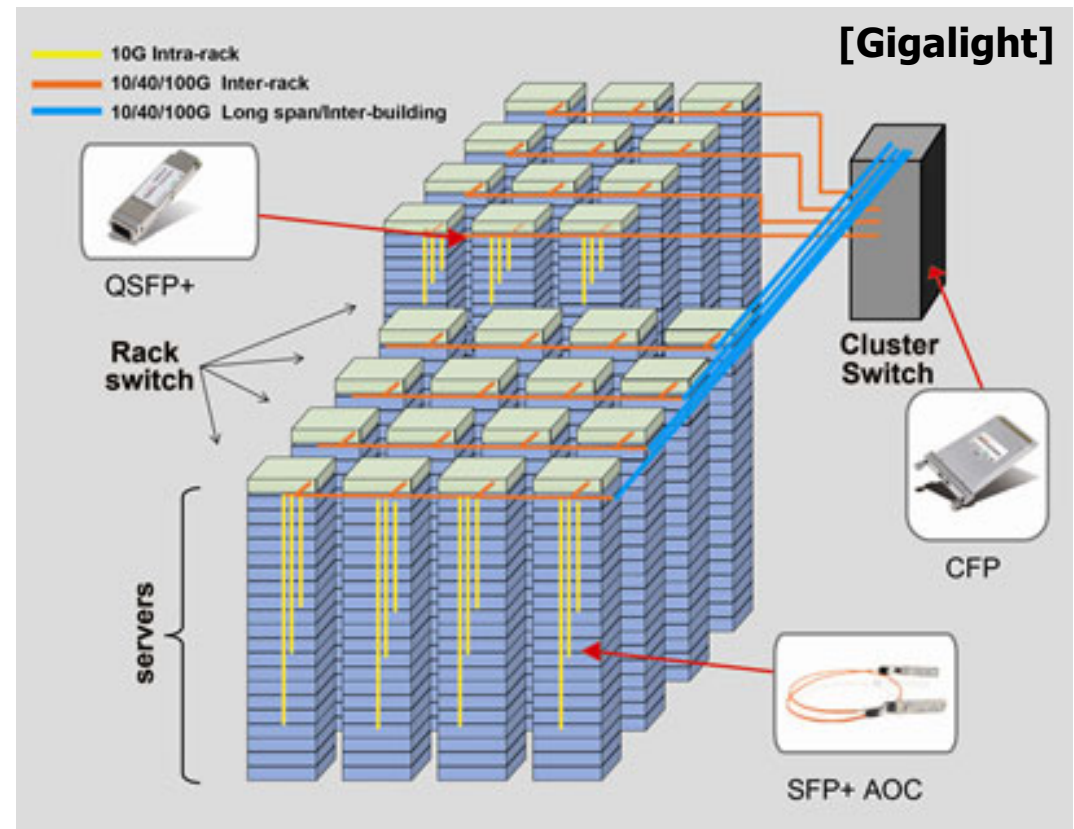 [Gigalight]
10G Intra-rack
10/40/100G Inter-rack
10/40/100G Long span/Inter-building
QSFP+
Rack
switch
Cluster
Switch
CFP
servers
SFP+ AOC